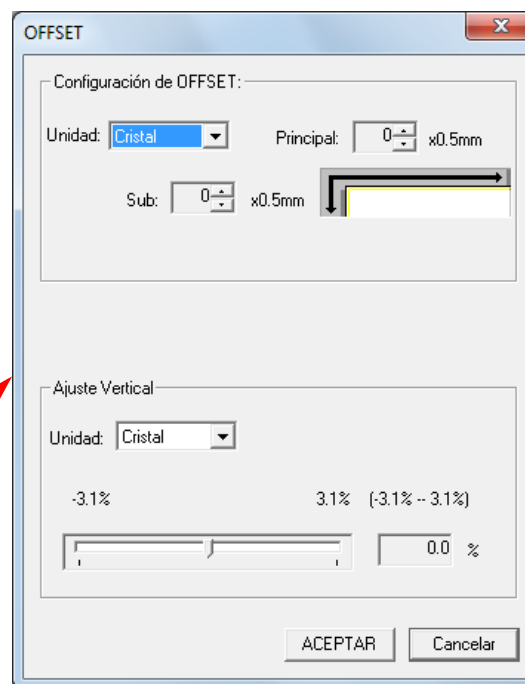 OFFSET
Configuración de OFFSET:
Unidad: Cristal Principal: 0 x0.5mm
Sub: 0 x0.5mm
Ajuste Vertical
Unidad: Cristal
-3.1% 3.1% (-3.1% -- 3.1%)
0.0 %
ACEPTAR Cancelar